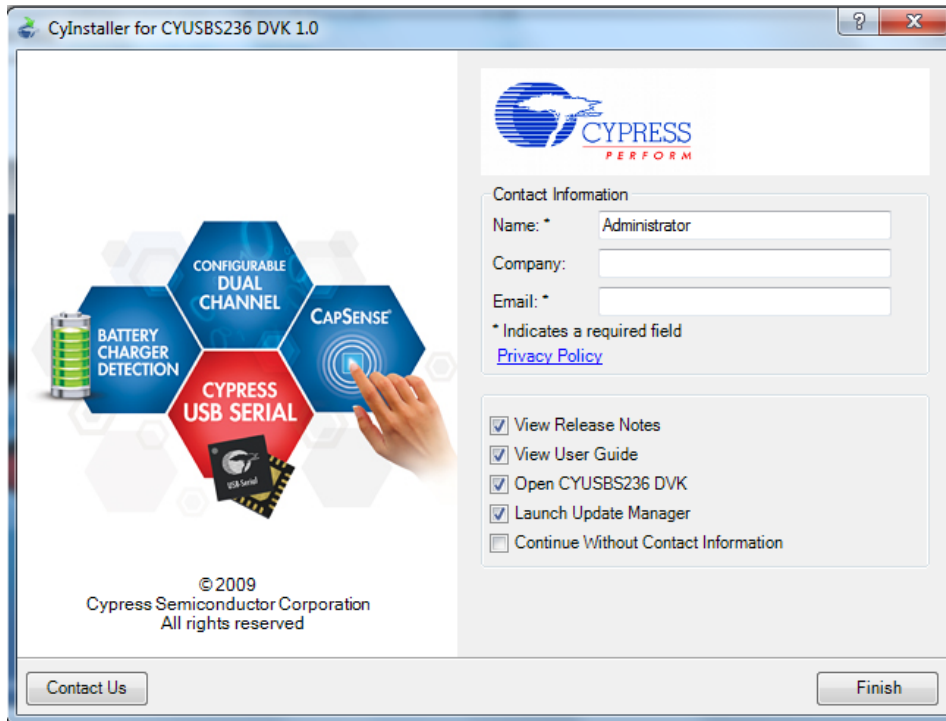 CyInstaller for CYUSBS236 DVK 1.0
CYPRESS
PERFORM
CONFIGURABLE
DUAL
CHANNEL
BATTERY
CHARGER
DETECTION
CAPSENSE®
CYPRESS
USB SERIAL
USB-Serial
© 2009
Cypress Semiconductor Corporation
All rights reserved
Contact Information
Name: * Administrator
Company:
Email: *
* Indicates a required field
Privacy Policy
View Release Notes
View User Guide
Open CYUSBS236 DVK
Launch Update Manager
Continue Without Contact Information
Contact Us
Finish